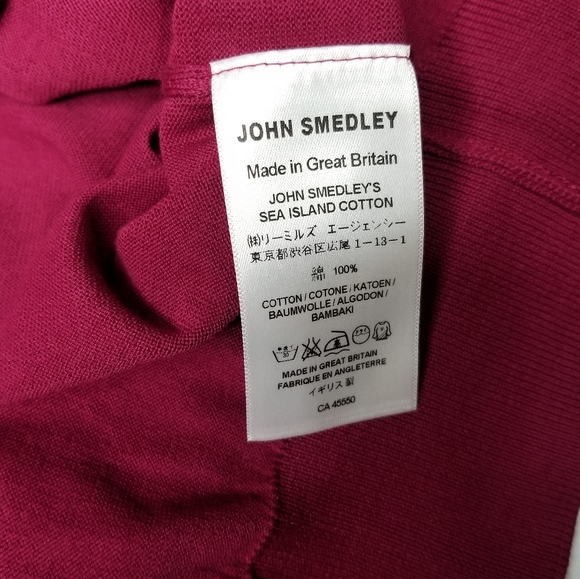 JOHN SMEDLEY
Made in Great Britain
JOHN SMEDLEY'S
SEA ISLAND COTTON
㈱リーミルズ エージェンシー
東京都渋谷区広尾1-13-1
綿 100%
COTTON / COTONE / KATOEN /
BAUMWOLLE / ALGODON /
BAMBAKI
MADE IN GREAT BRITAIN
FABRIQUE EN ANGLETERRE
イギリス製
CA 45550